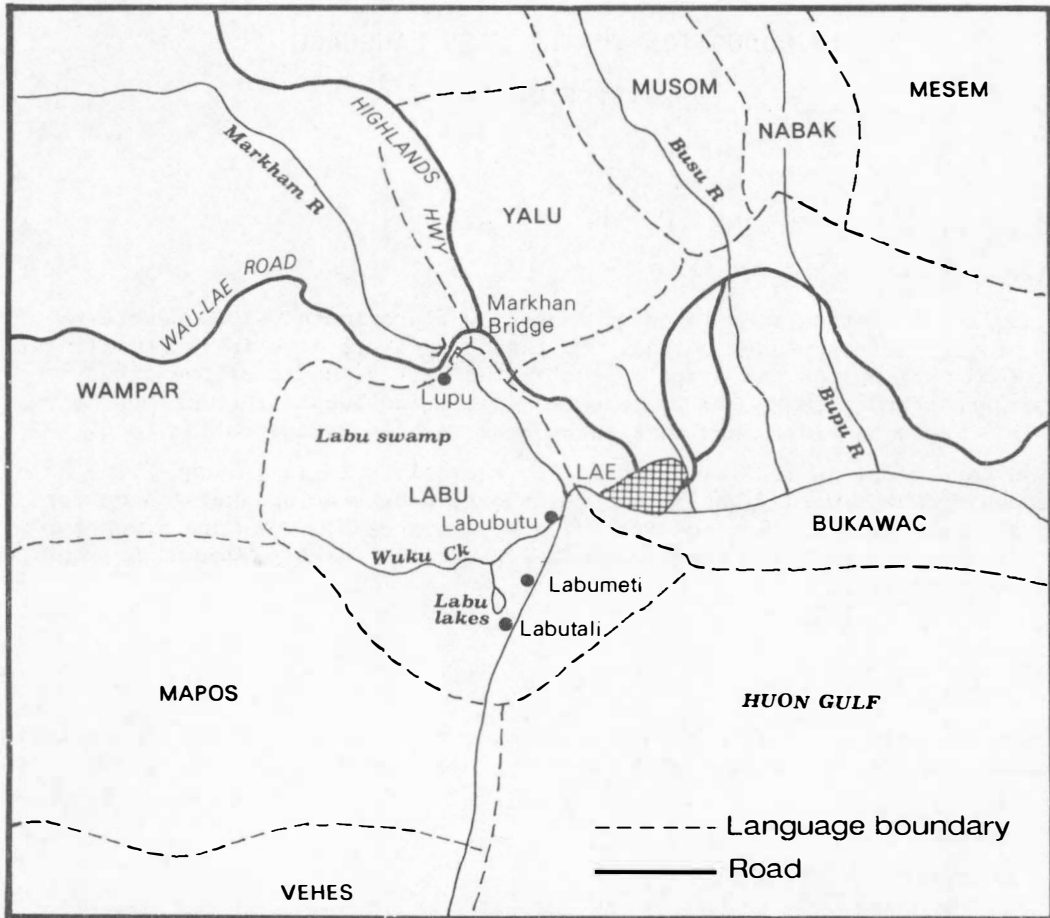 MUSOM
MESEM
NABAK
HIGHLANDS
HWY
Markham R
Busu R
YALU
WAU-LAE ROAD
Markhan
Bridge
WAMPAR
Lupu
Bupu R
Labu swamp
LAE
LABU
Labubutu
BUKAWAC
Wuku Ck
Labumeti
Labu
lakes
Labutali
MAPOS
HUON GULF
Language boundary
Road
VEHES